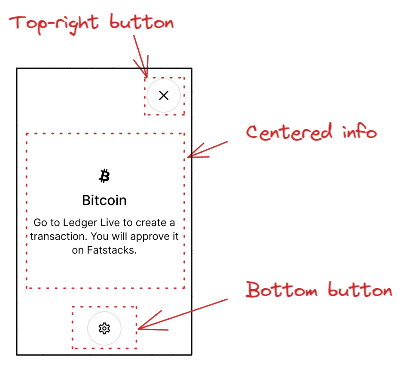 Top-right button
Centered info
Bitcoin
Go to Ledger Live to create a
transaction. You will approve it
on Fatstacks.
Bottom button